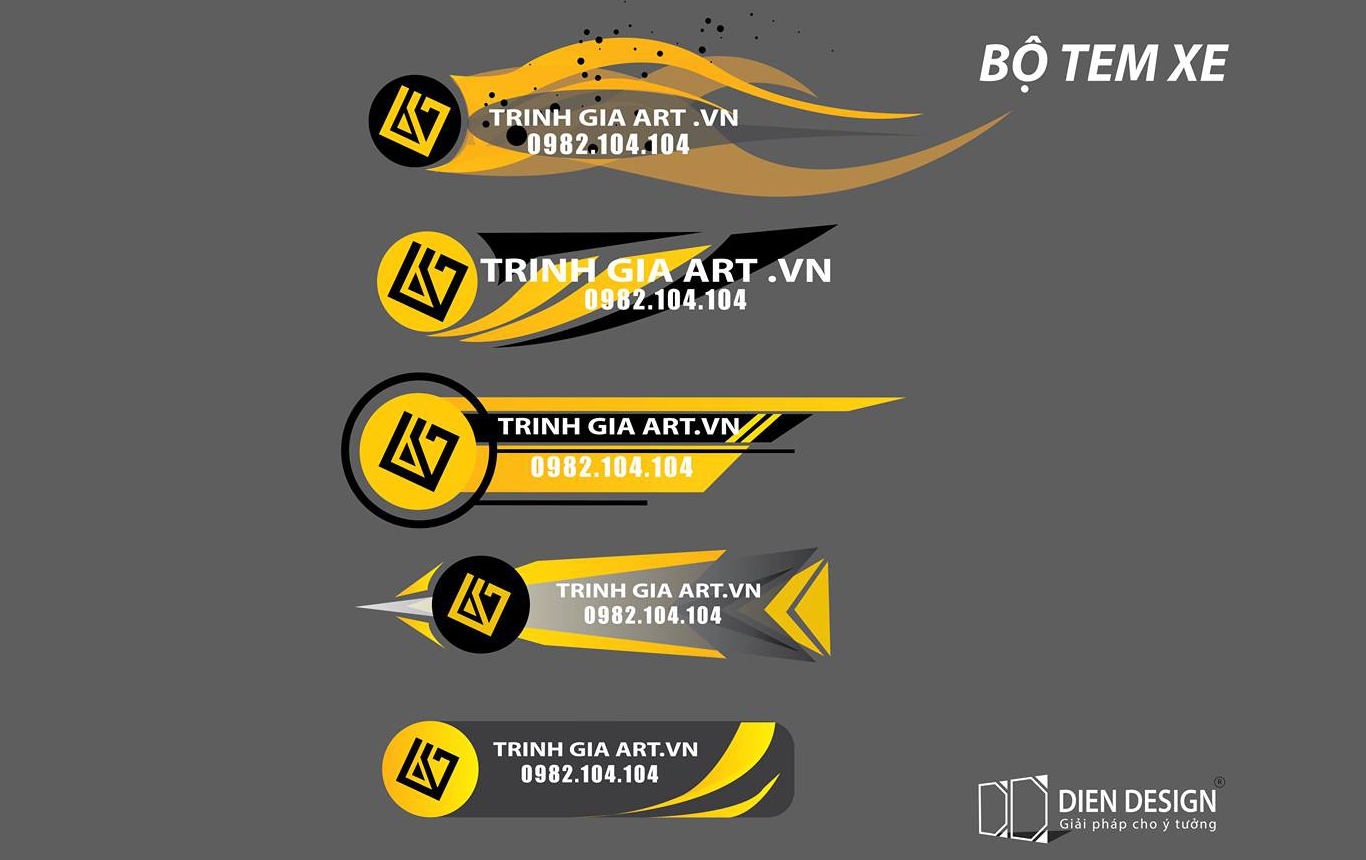 BỘ TEM XE
TRINH GIA ART .VN
0982.104.104
TRINH GIA ART .VN
0982.104.104
TRINH GIA ART.VN
0982.104.104
TRINH GIA ART.VN
0982.104.104
TRINH GIA ART.VN
0982.104.104
DIEN DESIGN ®
Giải pháp cho ý tưởng